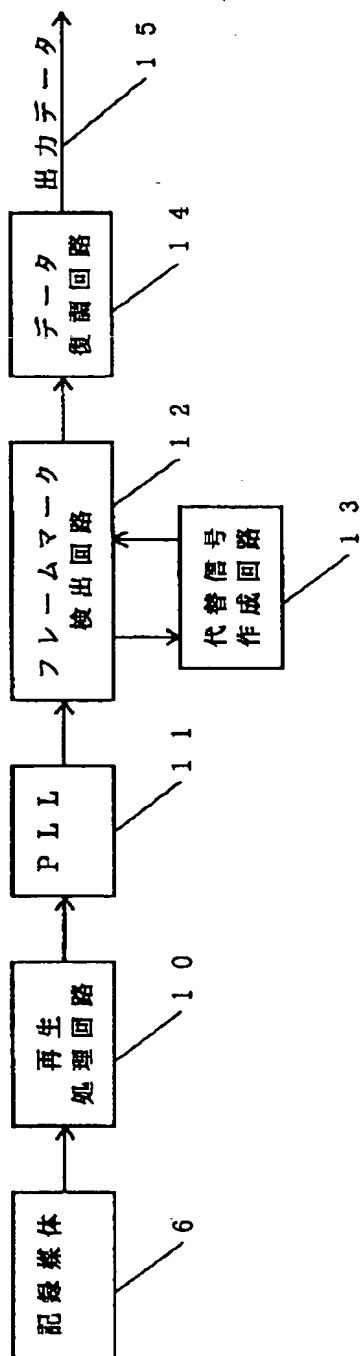 記録媒体
6
再生
処理回路
10
PLL
11
フレームマーク
検出回路
12
代替信号
作成回路
13
データ
復調回路
14
出力データ
15